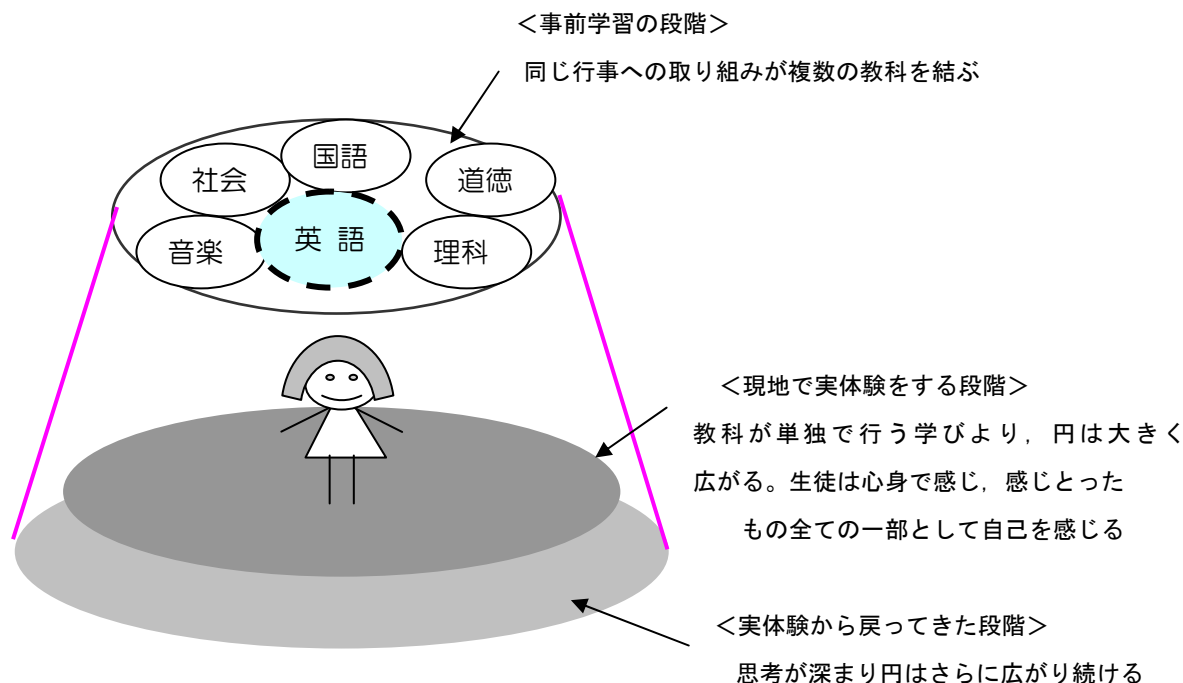 <事前学習の段階>
同じ行事への取り組みが複数の教科を結ぶ
国語
社会
道徳
英 語
音楽
理科
<現地で実体験をする段階>
教科が単独で行う学びより,円は大きく
広がる。生徒は心身で感じ,感じとった
もの全ての一部として自己を感じる
<実体験から戻ってきた段階>
思考が深まり円はさらに広がり続ける